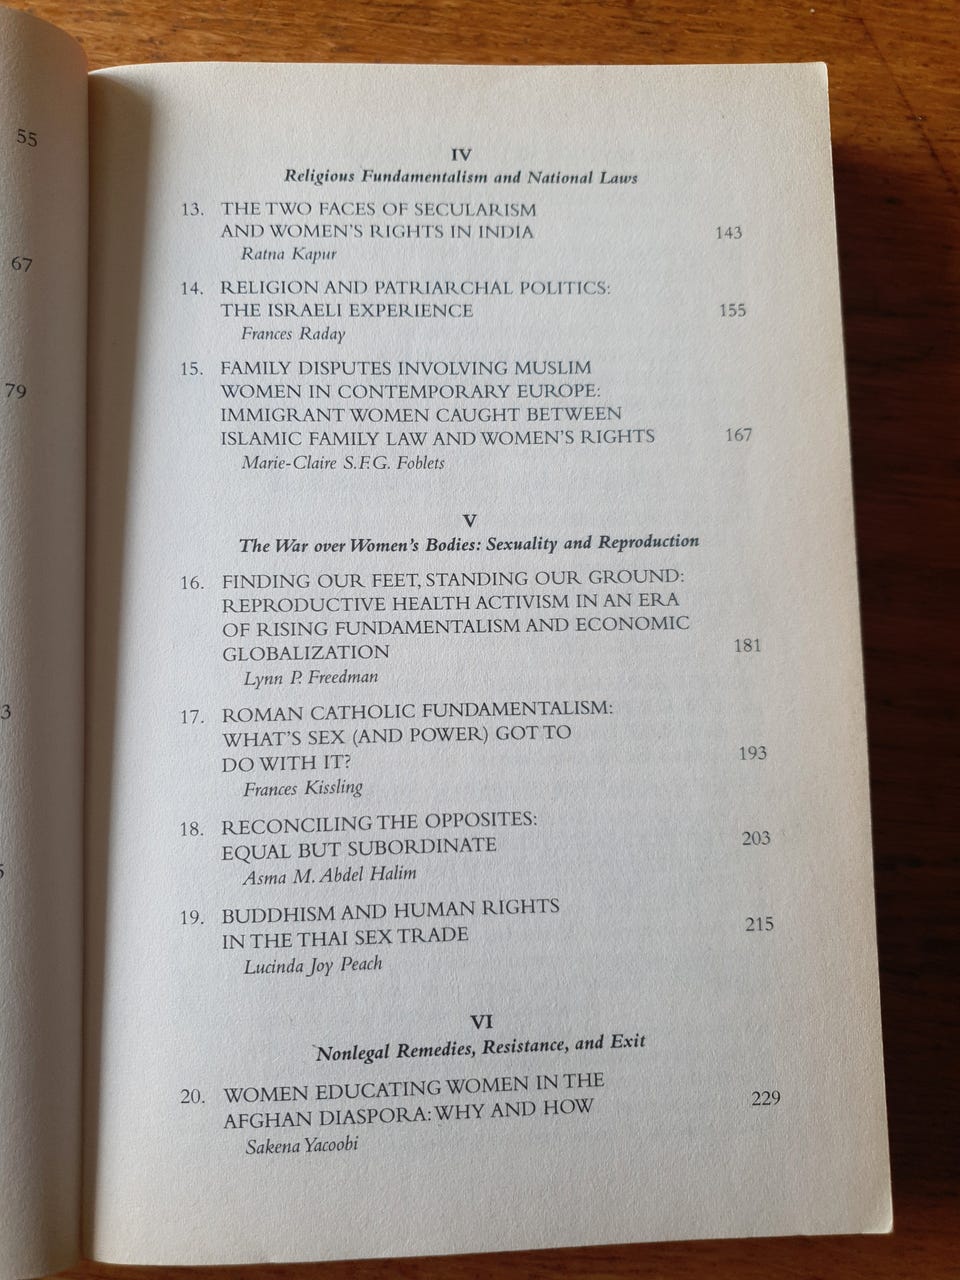 55
67
79
3
IV
Religious Fundamentalism and National Laws
13. THE TWO FACES OF SECULARISM
AND WOMEN'S RIGHTS IN INDIA 143
Ratna Kapur
14. RELIGION AND PATRIARCHAL POLITICS:
THE ISRAELI EXPERIENCE 155
Frances Raday
15. FAMILY DISPUTES INVOLVING MUSLIM
WOMEN IN CONTEMPORARY EUROPE:
IMMIGRANT WOMEN CAUGHT BETWEEN
ISLAMIC FAMILY LAW AND WOMEN'S RIGHTS 167
Marie-Claire S.F.G. Foblets
V
The War over Women's Bodies: Sexuality and Reproduction
16. FINDING OUR FEET, STANDING OUR GROUND:
REPRODUCTIVE HEALTH ACTIVISM IN AN ERA
OF RISING FUNDAMENTALISM AND ECONOMIC
GLOBALIZATION 181
Lynn P. Freedman
17. ROMAN CATHOLIC FUNDAMENTALISM:
WHAT'S SEX (AND POWER) GOT TO
DO WITH IT? 193
Frances Kissling
18. RECONCILING THE OPPOSITES:
EQUAL BUT SUBORDINATE 203
Asma M. Abdel Halim
19. BUDDHISM AND HUMAN RIGHTS
IN THE THAI SEX TRADE 215
Lucinda Joy Peach
VI
Nonlegal Remedies, Resistance, and Exit
20. WOMEN EDUCATING WOMEN IN THE
AFGHAN DIASPORA: WHY AND HOW 229
Sakena Yacoobi